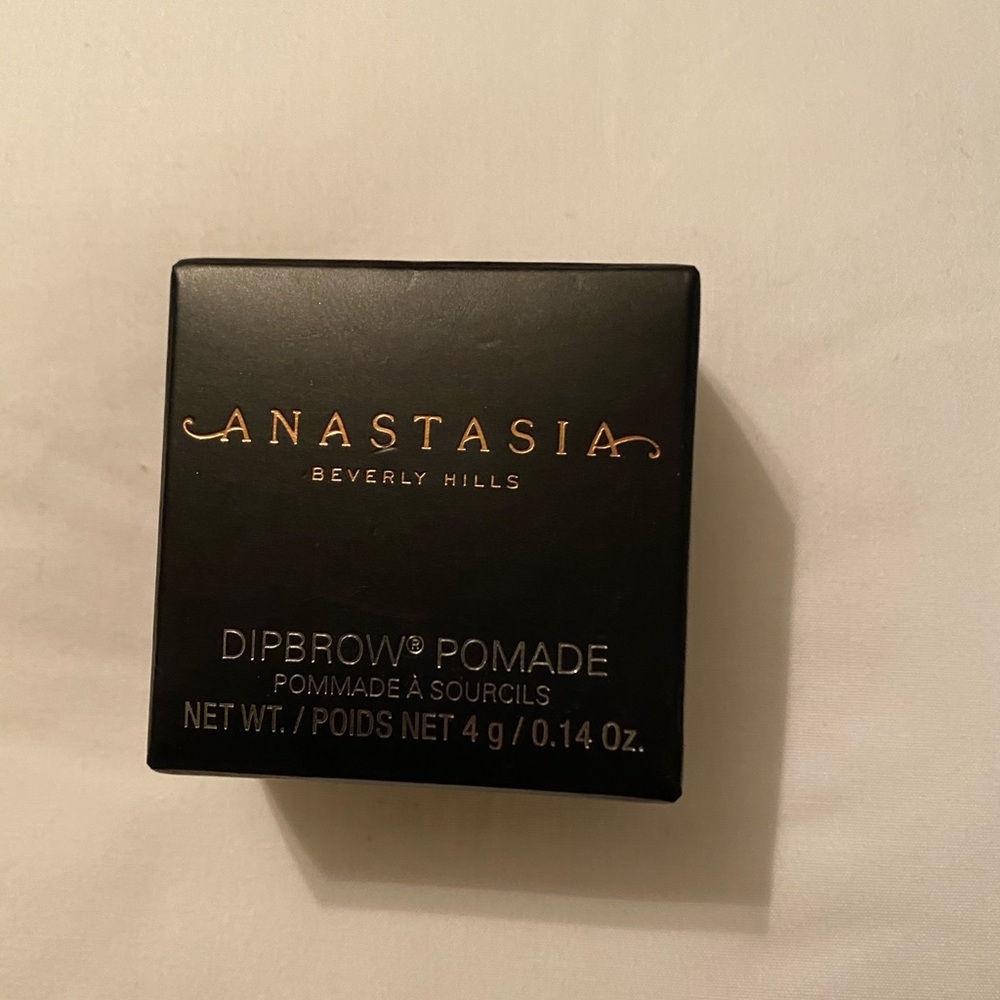 ANASTASIA
BEVERLY HILLS
DIPBROW® POMADE
POMMADE À SOURCILS
NET WT. / POIDS NET 4 g / 0.14 Oz.